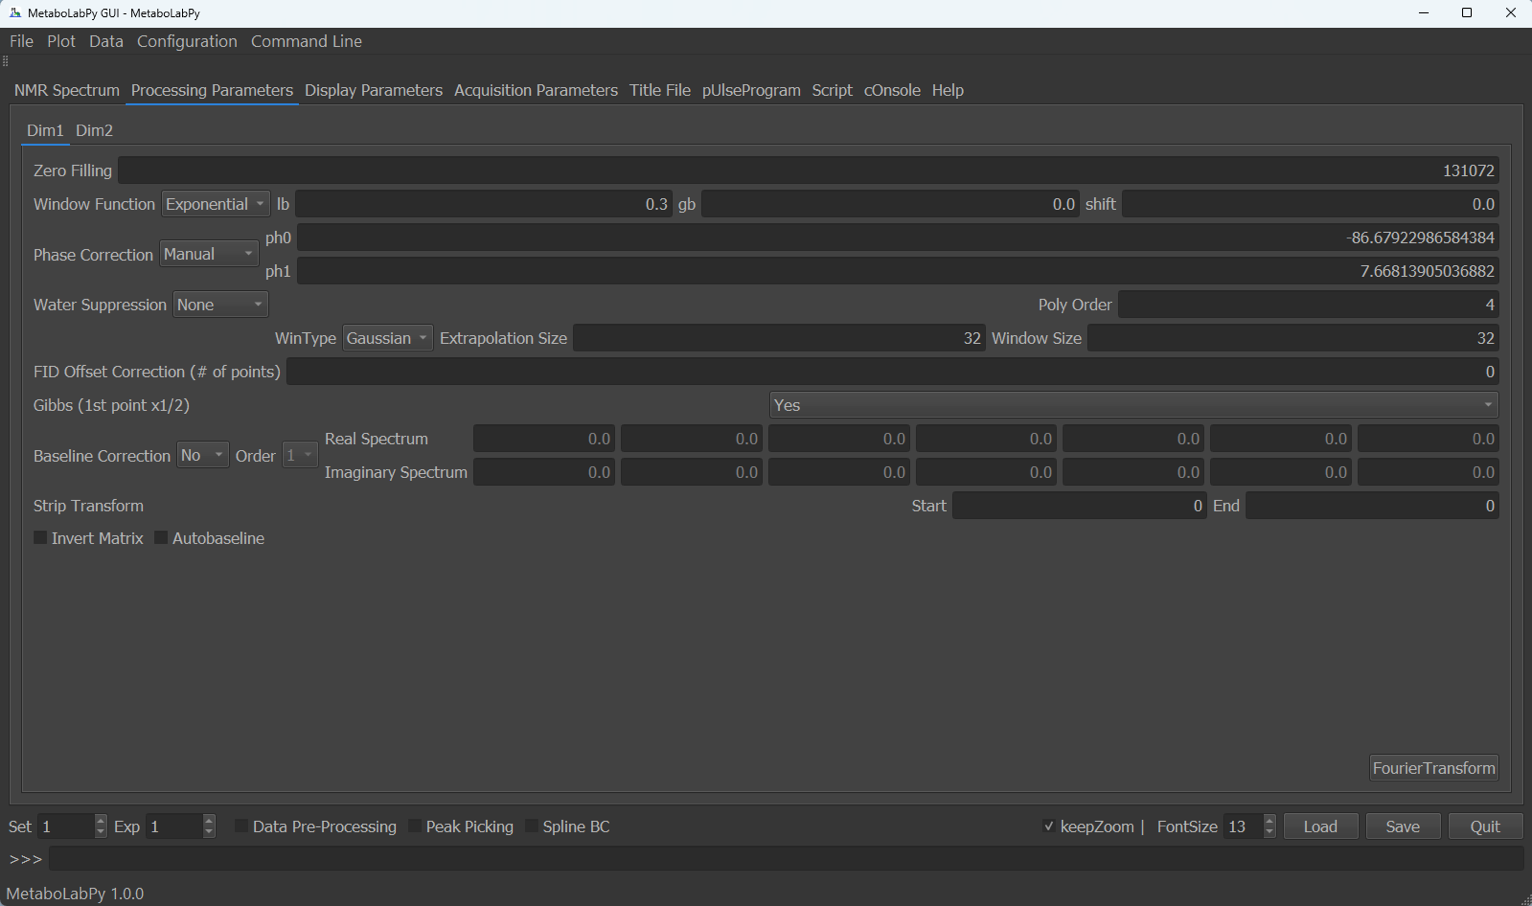 MetaboLabPy GUI - MetaboLabPy
File Plot Data Configuration Command Line
NMR Spectrum Processing Parameters Display Parameters Acquisition Parameters Title File pUlseProgram Script cOnsole Help
Dim1 Dim2
Zero Filling 131072
Window Function Exponential lb 0.3 gb 0.0 shift 0.0
ph0 -86.67922986584384
Phase Correction Manual
ph1 7.66813905036882
Water Suppression None Poly Order 4
WinType Gaussian Extrapolation Size 32 Window Size 32
FID Offset Correction (# of points) 0
Gibbs (1st point x1/2) Yes
Real Spectrum 0.0 0.0 0.0 0.0 0.0 0.0 0.0
Baseline Correction No Order 1
Imaginary Spectrum 0.0 0.0 0.0 0.0 0.0 0.0 0.0
Strip Transform Start 0 End 0
Invert Matrix Autobaseline
FourierTransform
Set 1 Exp 1 Data Pre-Processing Peak Picking Spline BC keepZoom | FontSize 13 Load Save Quit
>>>
MetaboLabPy 1.0.0